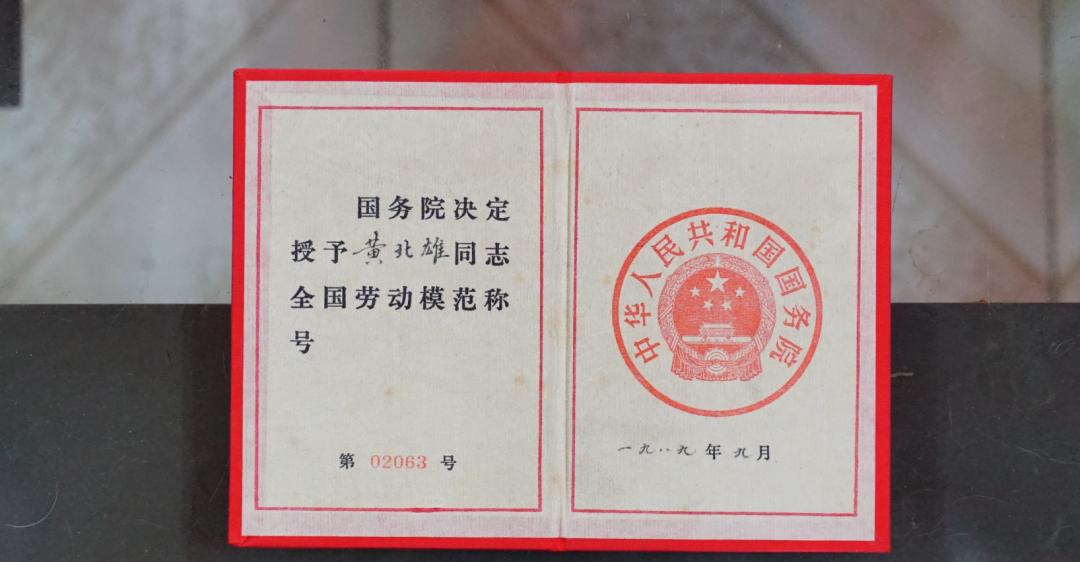 国务院决定
授予黄北雄同志
全国劳动模范称
号
第 02063 号
中华人民共和国国务院
一九八九年九月